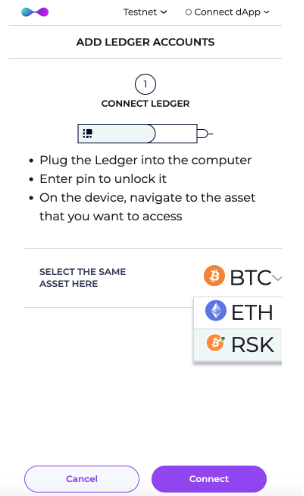 Testnet Connect dApp
ADD LEDGER ACCOUNTS
1
CONNECT LEDGER
• Plug the Ledger into the computer
• Enter pin to unlock it
• On the device, navigate to the asset
that you want to access
SELECT THE SAME
ASSET HERE
BTC
ETH
RSK
Cancel Connect